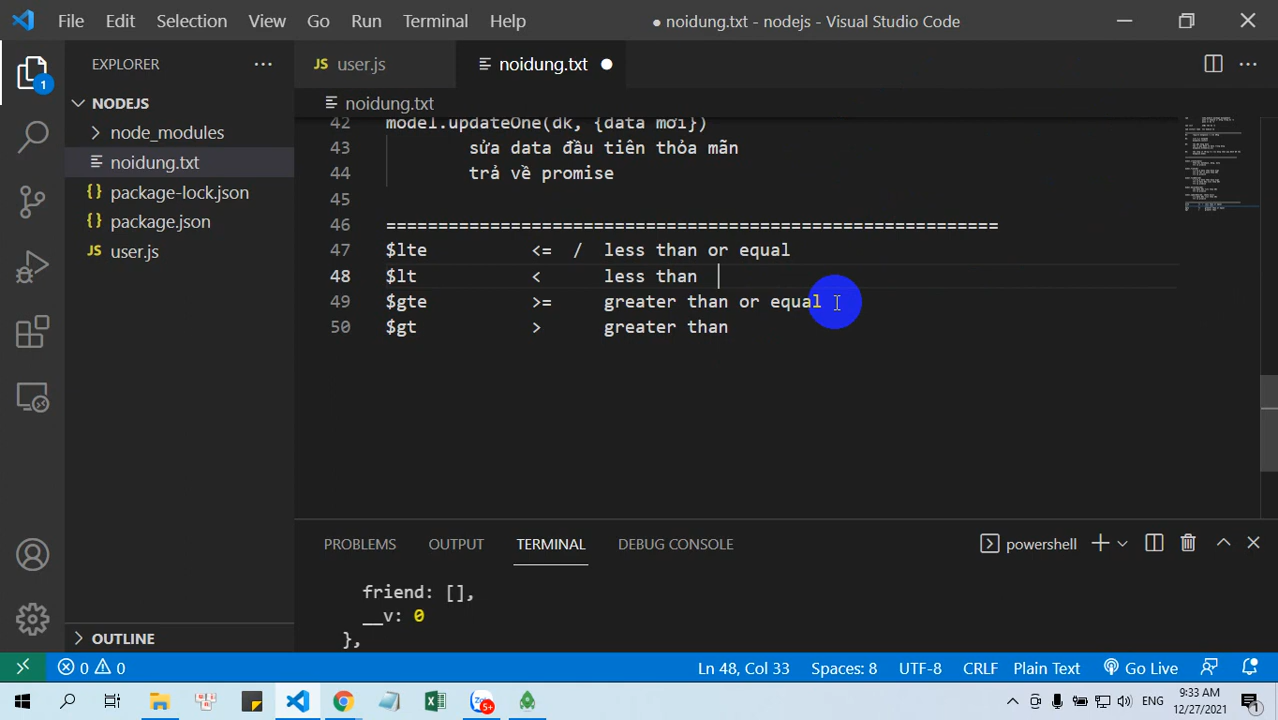 File Edit Selection View Go Run Terminal Help ● noidung.txt - nodejs - Visual Studio Code
EXPLORER
JS user.js
noidung.txt
1
NODEJS
node_modules
noidung.txt
{} package-lock.json
{} package.json
JS user.js
noidung.txt
42 model.updateOne(dk, {data mới})
43 sửa data đầu tiên thỏa mãn
44 trả về promise
45
46 ===========================================================
47 $lte <= / less than or equal
48 $lt < less than
49 $gte >= greater than or equal
50 $gt > greater than
PROBLEMS OUTPUT TERMINAL DEBUG CONSOLE powershell
friend: [],
__v: 0
},
OUTLINE
0 0 Ln 48, Col 33 Spaces: 8 UTF-8 CRLF Plain Text Go Live
5+
ENG
9:33 AM
12/27/2021
1